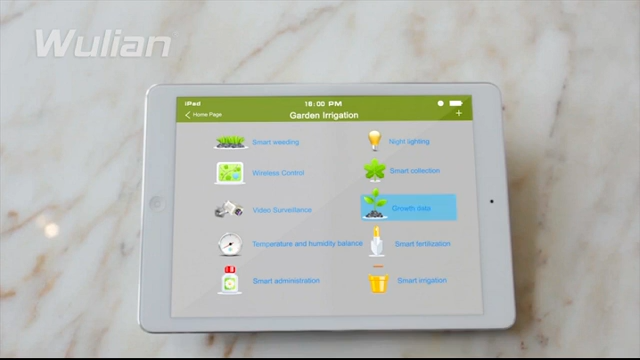 Wulian
iPad
16:00 PM
Home Page
Garden Irrigation
+
Smart weeding
Night lighting
Wireless Control
Smart collection
Video Surveillance
Growth data
Temperature and humidity balance
Smart fertilization
Smart administration
Smart irrigation